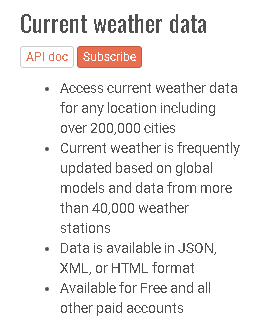 Current weather data
API doc Subscribe
• Access current weather data
for any location including
over 200,000 cities
• Current weather is frequently
updated based on global
models and data from more
than 40,000 weather
stations
• Data is available in JSON,
XML, or HTML format
• Available for Free and all
other paid accounts